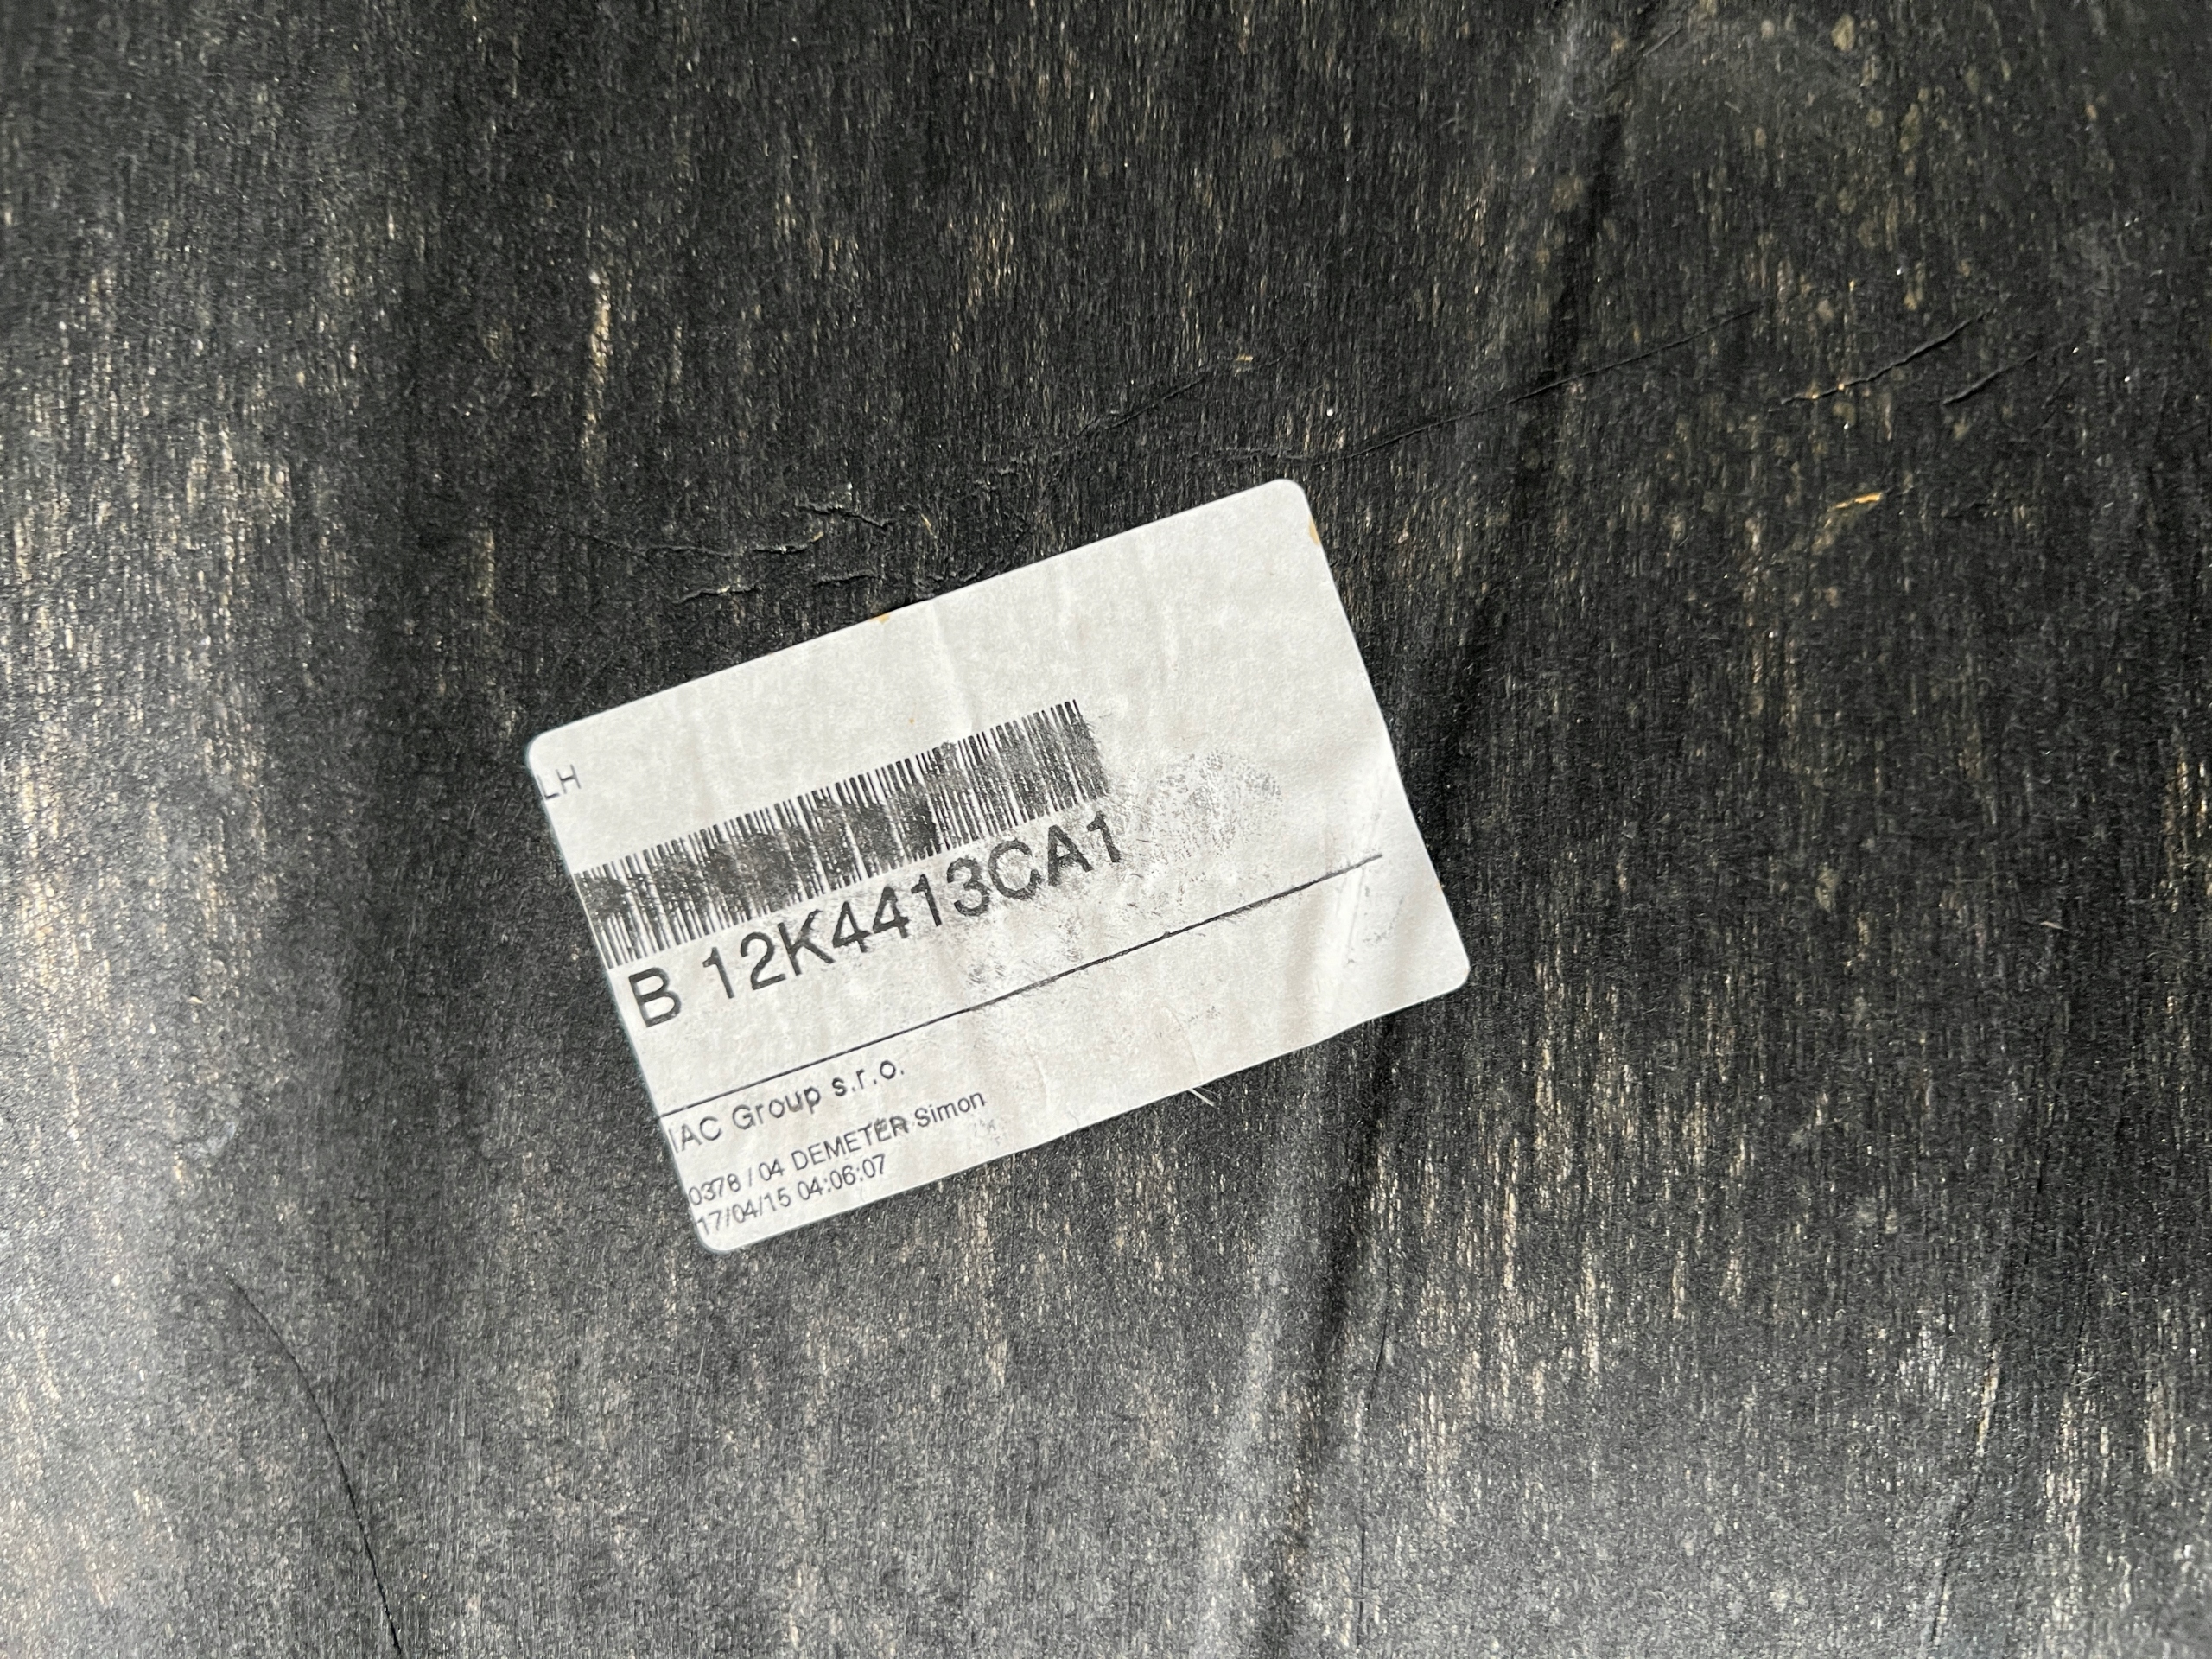 LH
B 12K4413CA1
IAC Group s.r.o.
0378 / 04 DEMETER Simon
17/04/15 04:06:07